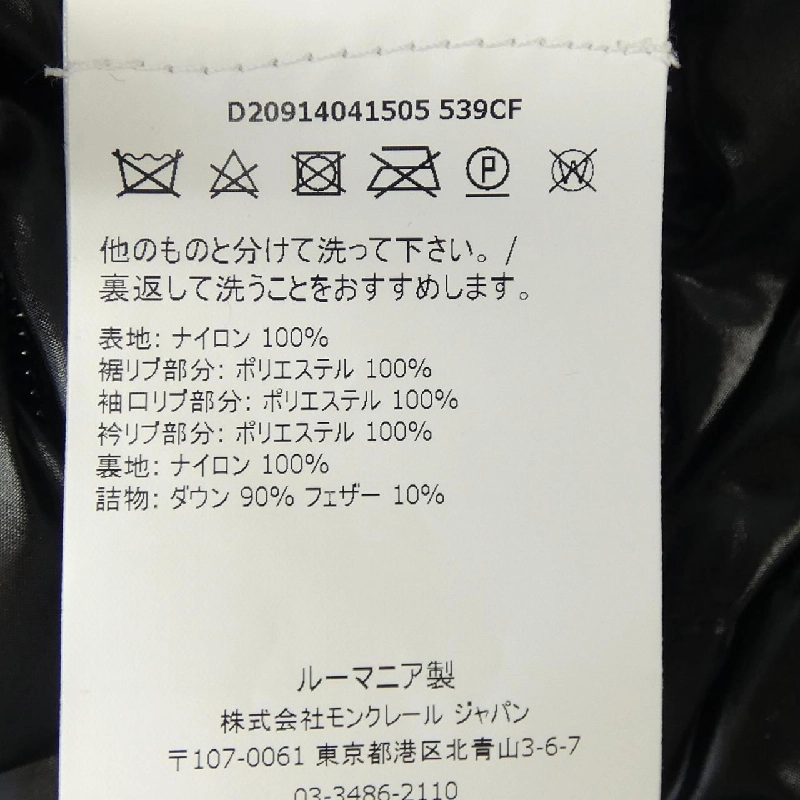 D20914041505 539CF
P W
他のものと分けて洗って下さい。/
裏返して洗うことをおすすめします。
表地: ナイロン 100%
裾リブ部分: ポリエステル 100%
袖口リブ部分: ポリエステル 100%
衿リブ部分: ポリエステル 100%
裏地: ナイロン 100%
詰物: ダウン 90% フェザー 10%
ルーマニア製
株式会社モンクレール ジャパン
〒107-0061 東京都港区北青山3-6-7
03-3486-2110